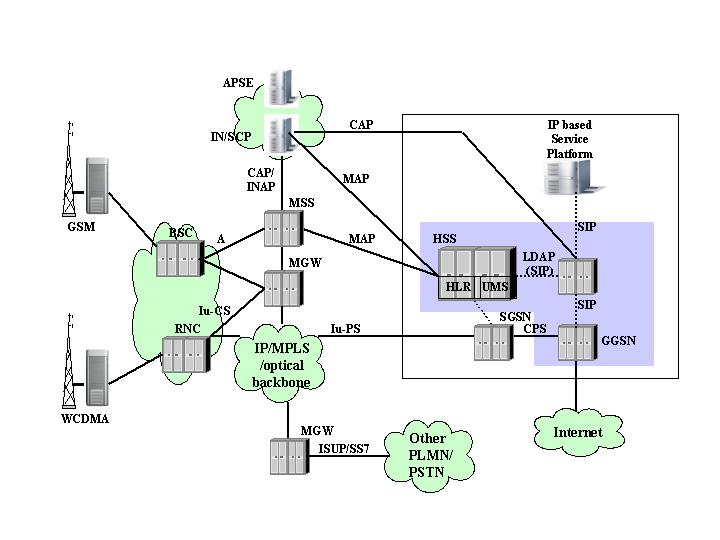 APSE
IN/SCP
CAP
IP based
Service
Platform
CAP/
INAP
MAP
MSS
GSM
BSC
A
MAP
HSS
SIP
LDAP
(SIP)
MGW
HLR
UMS
Iu-CS
SIP
RNC
Iu-PS
SGSN
CPS
GGSN
IP/MPLS
/optical
backbone
WCDMA
MGW
ISUP/SS7
Other
PLMN/
PSTN
Internet